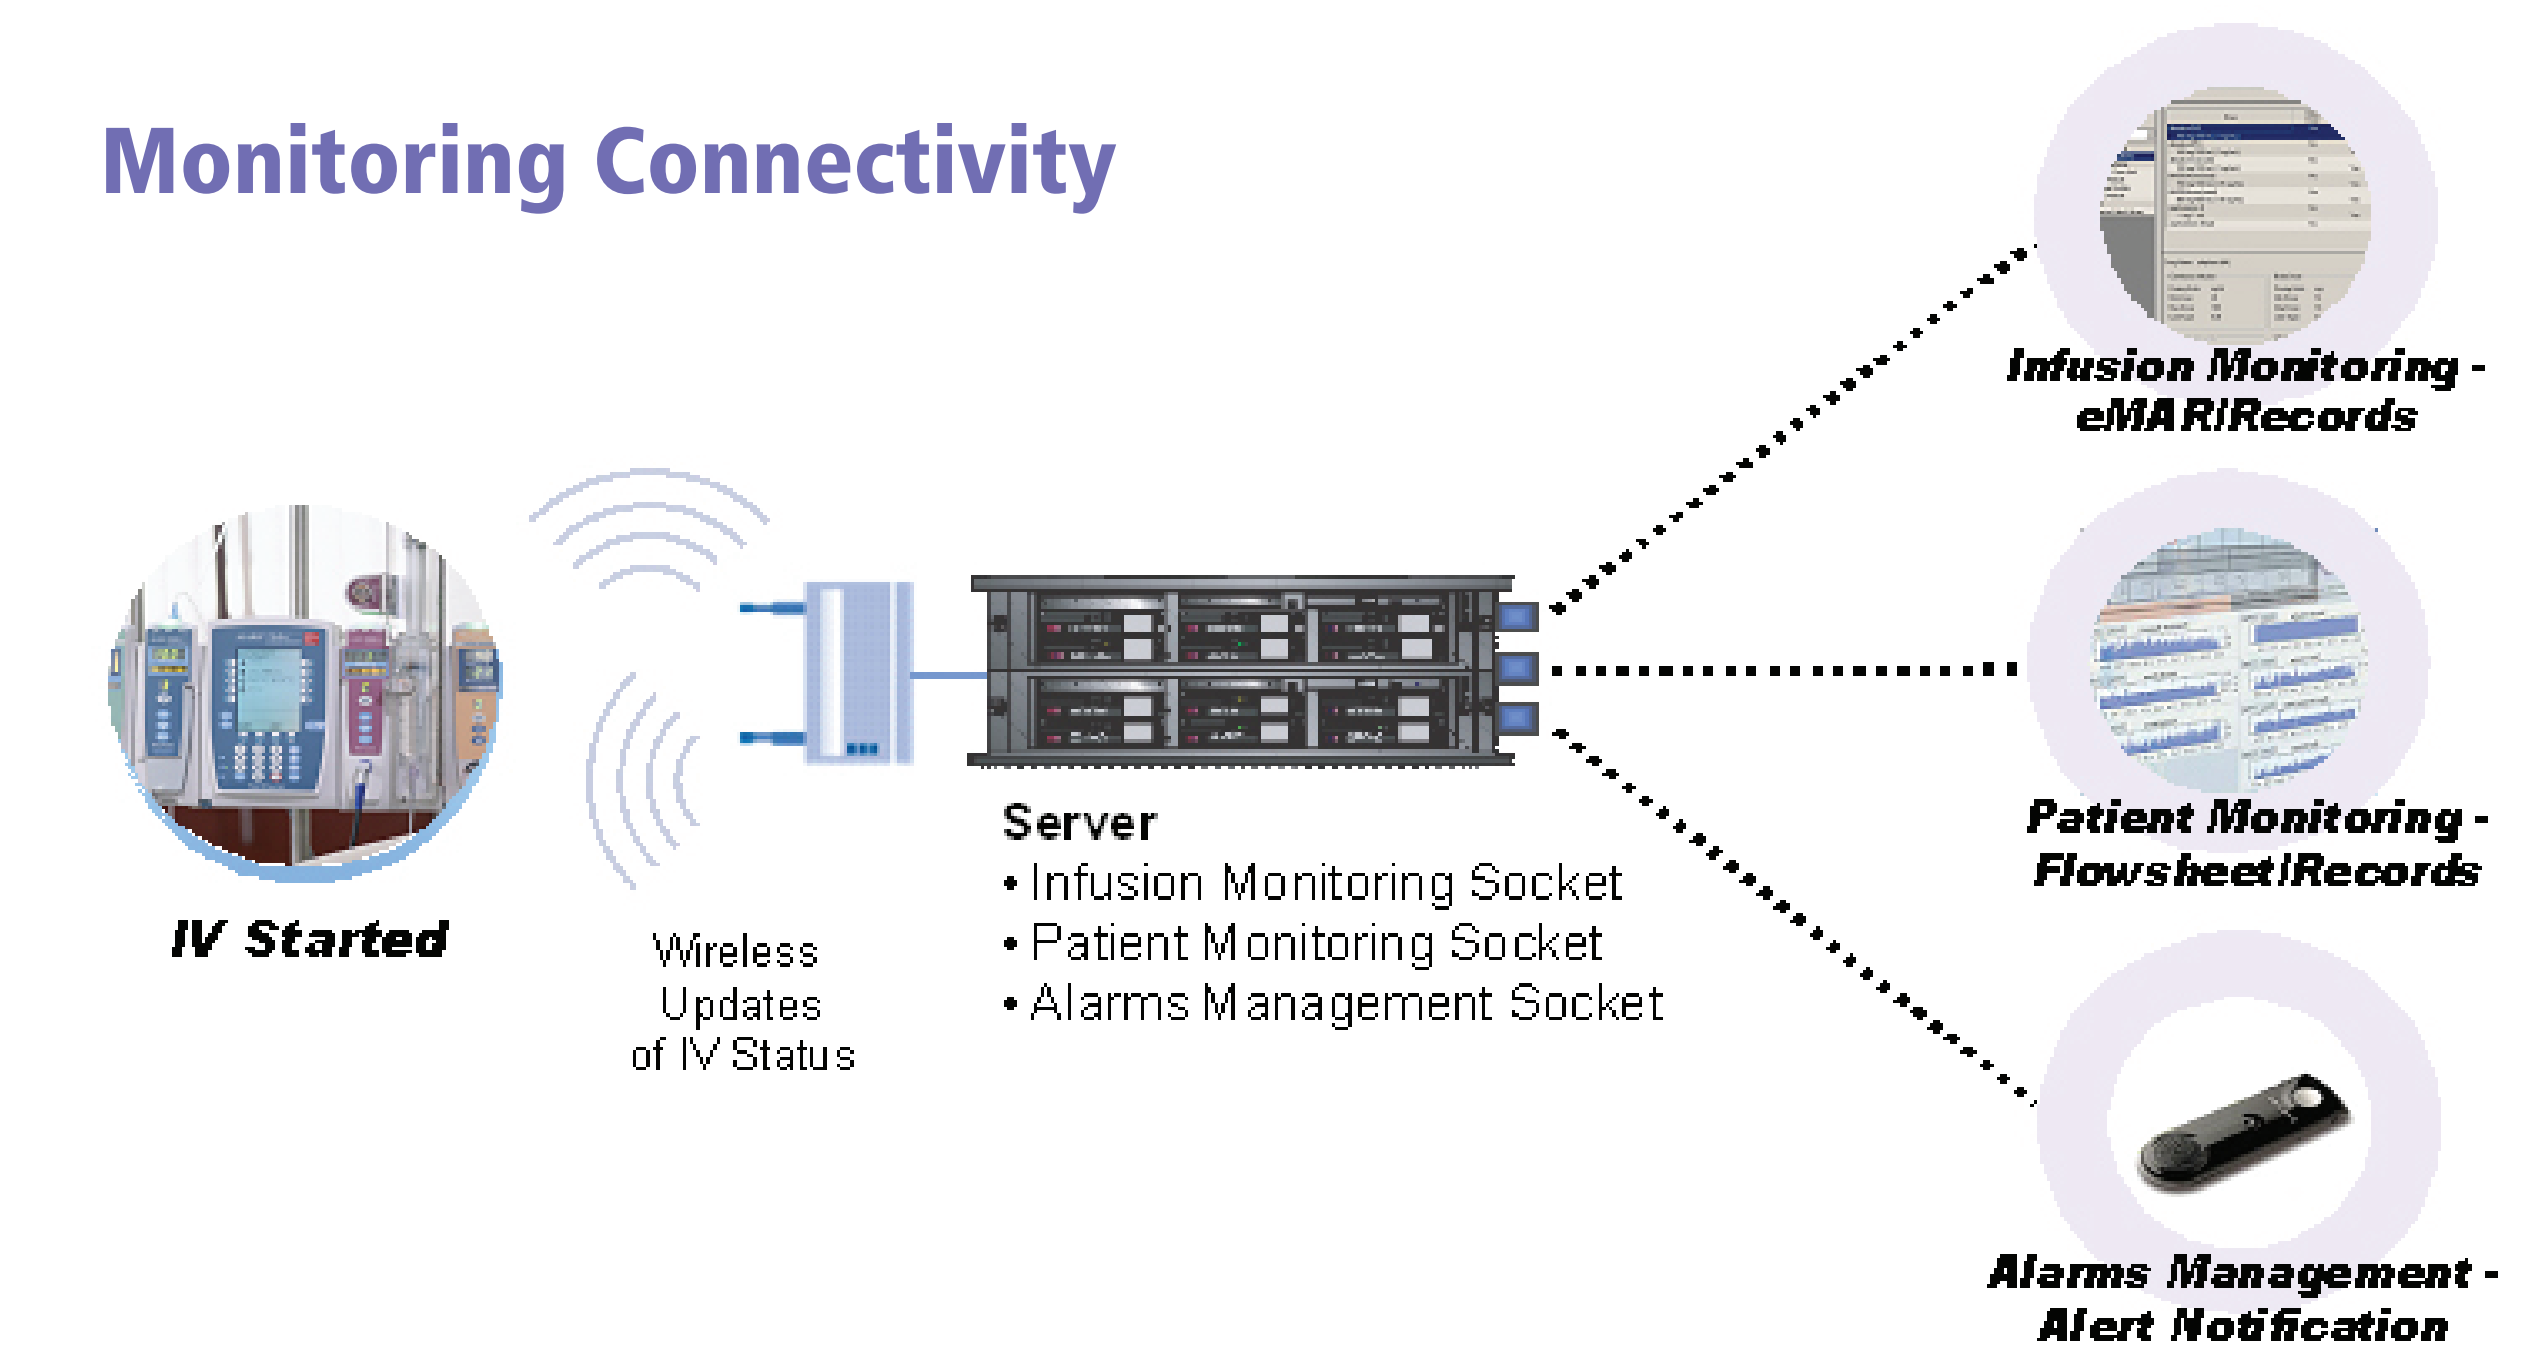 Monitoring Connectivity
Infusion Monitoring -
eMAR/Records
Patient Monitoring -
Flowsheet/Records
IV Started
Wireless
Updates
of IV Status
Server
• Infusion Monitoring Socket
• Patient Monitoring Socket
• Alarms Management Socket
Alarms Management -
Alert Notification